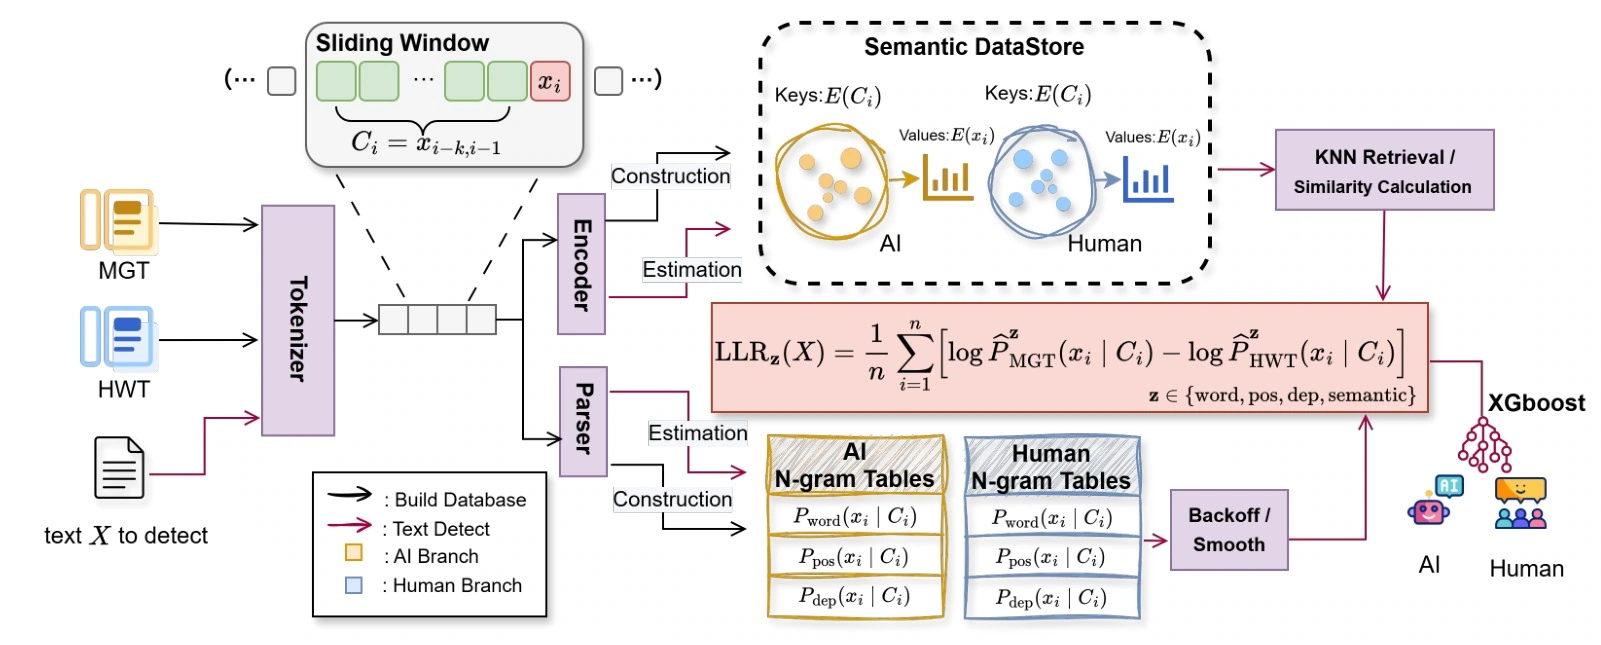 Sliding Window
(··· ··· x_i ···)
C_i = x_{i−k,i−1}
MGT
HWT
text X to detect
Tokenizer
Encoder
Construction
Estimation
Parser
Estimation
Construction
Semantic DataStore
Keys:E(C_i)
Values:E(x_i)
AI
Keys:E(C_i)
Values:E(x_i)
Human
KNN Retrieval /
Similarity Calculation
LLR_z(X) = 1/n ∑_{i=1}^{n} [log P̂^z_MGT(x_i | C_i) − log P̂^z_HWT(x_i | C_i)]
z ∈ {word, pos, dep, semantic}
AI
N-gram Tables
P_word(x_i | C_i)
P_pos(x_i | C_i)
P_dep(x_i | C_i)
Human
N-gram Tables
P_word(x_i | C_i)
P_pos(x_i | C_i)
P_dep(x_i | C_i)
Backoff /
Smooth
XGboost
AI
AI
Human
: Build Database
: Text Detect
: AI Branch
: Human Branch